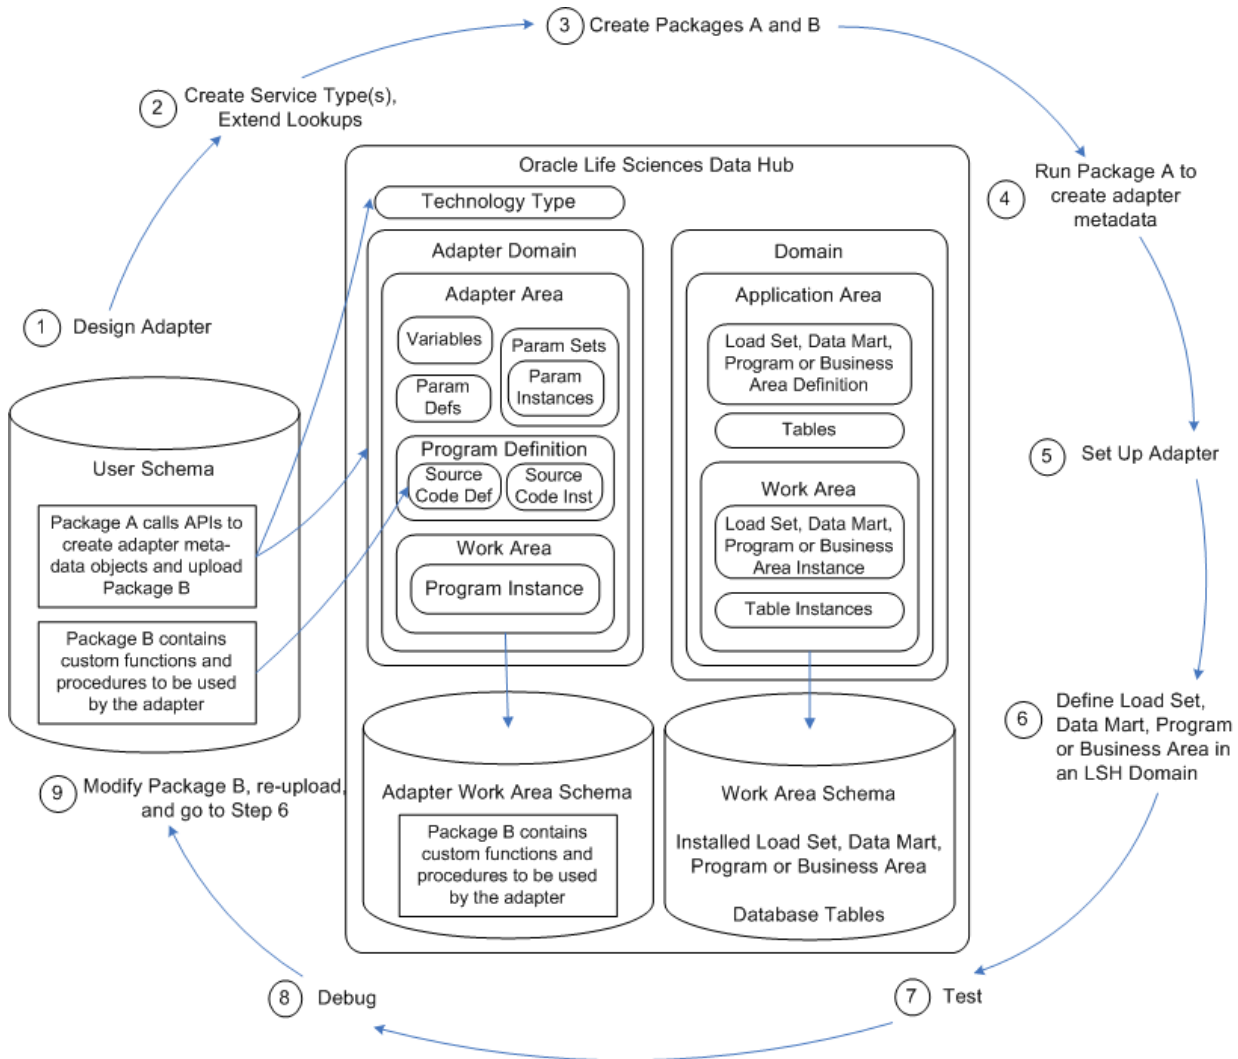 3 Create Packages A and B
2 Create Service Type(s),
Extend Lookups
4 Run Package A to
create adapter
metadata
1 Design Adapter
5 Set Up Adapter
6 Define Load Set,
Data Mart, Program
or Business Area in
an LSH Domain
7 Test
8 Debug
9 Modify Package B, re-upload,
and go to Step 6
User Schema
Package A calls APIs to
create adapter meta-
data objects and upload
Package B
Package B contains
custom functions and
procedures to be used
by the adapter
Oracle Life Sciences Data Hub
Technology Type
Adapter Domain
Adapter Area
Variables
Param Sets
Param
Instances
Param
Defs
Program Definition
Source
Code Def
Source
Code Inst
Work Area
Program Instance
Adapter Work Area Schema
Package B contains
custom functions and
procedures to be used
by the adapter
Domain
Application Area
Load Set, Data Mart,
Program or Business
Area Definition
Tables
Work Area
Load Set, Data Mart,
Program or Business
Area Instance
Table Instances
Work Area Schema
Installed Load Set, Data Mart,
Program or Business Area
Database Tables